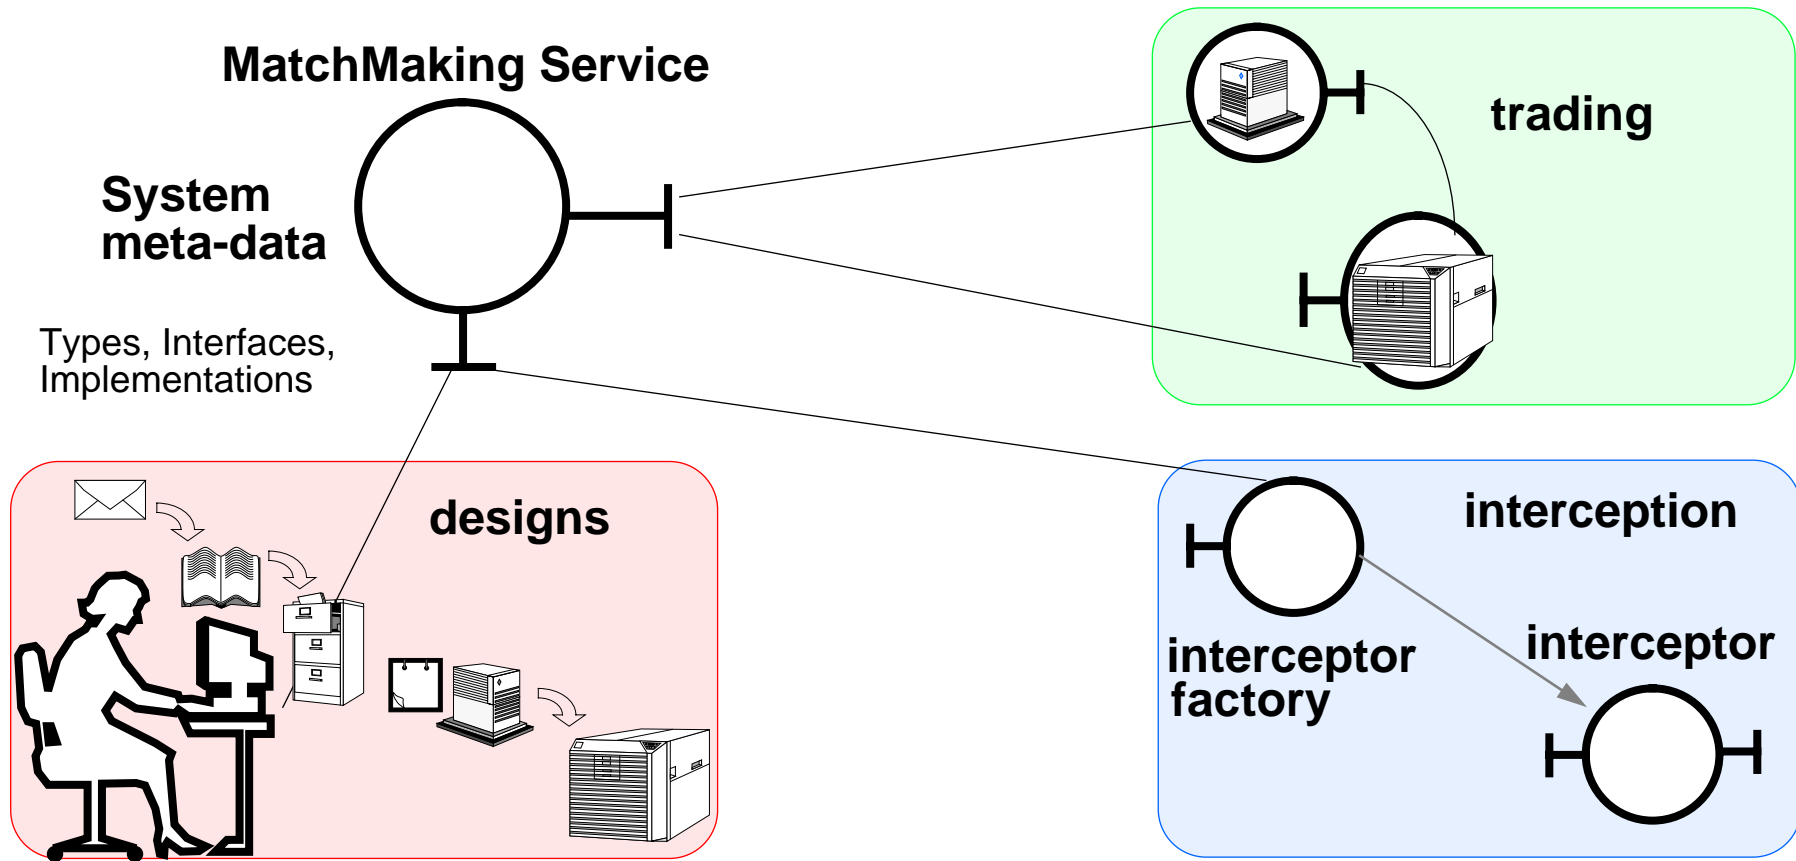 MatchMaking Service
trading
System
meta-data
Types, Interfaces,
Implementations
designs
interception
interceptor
factory
interceptor